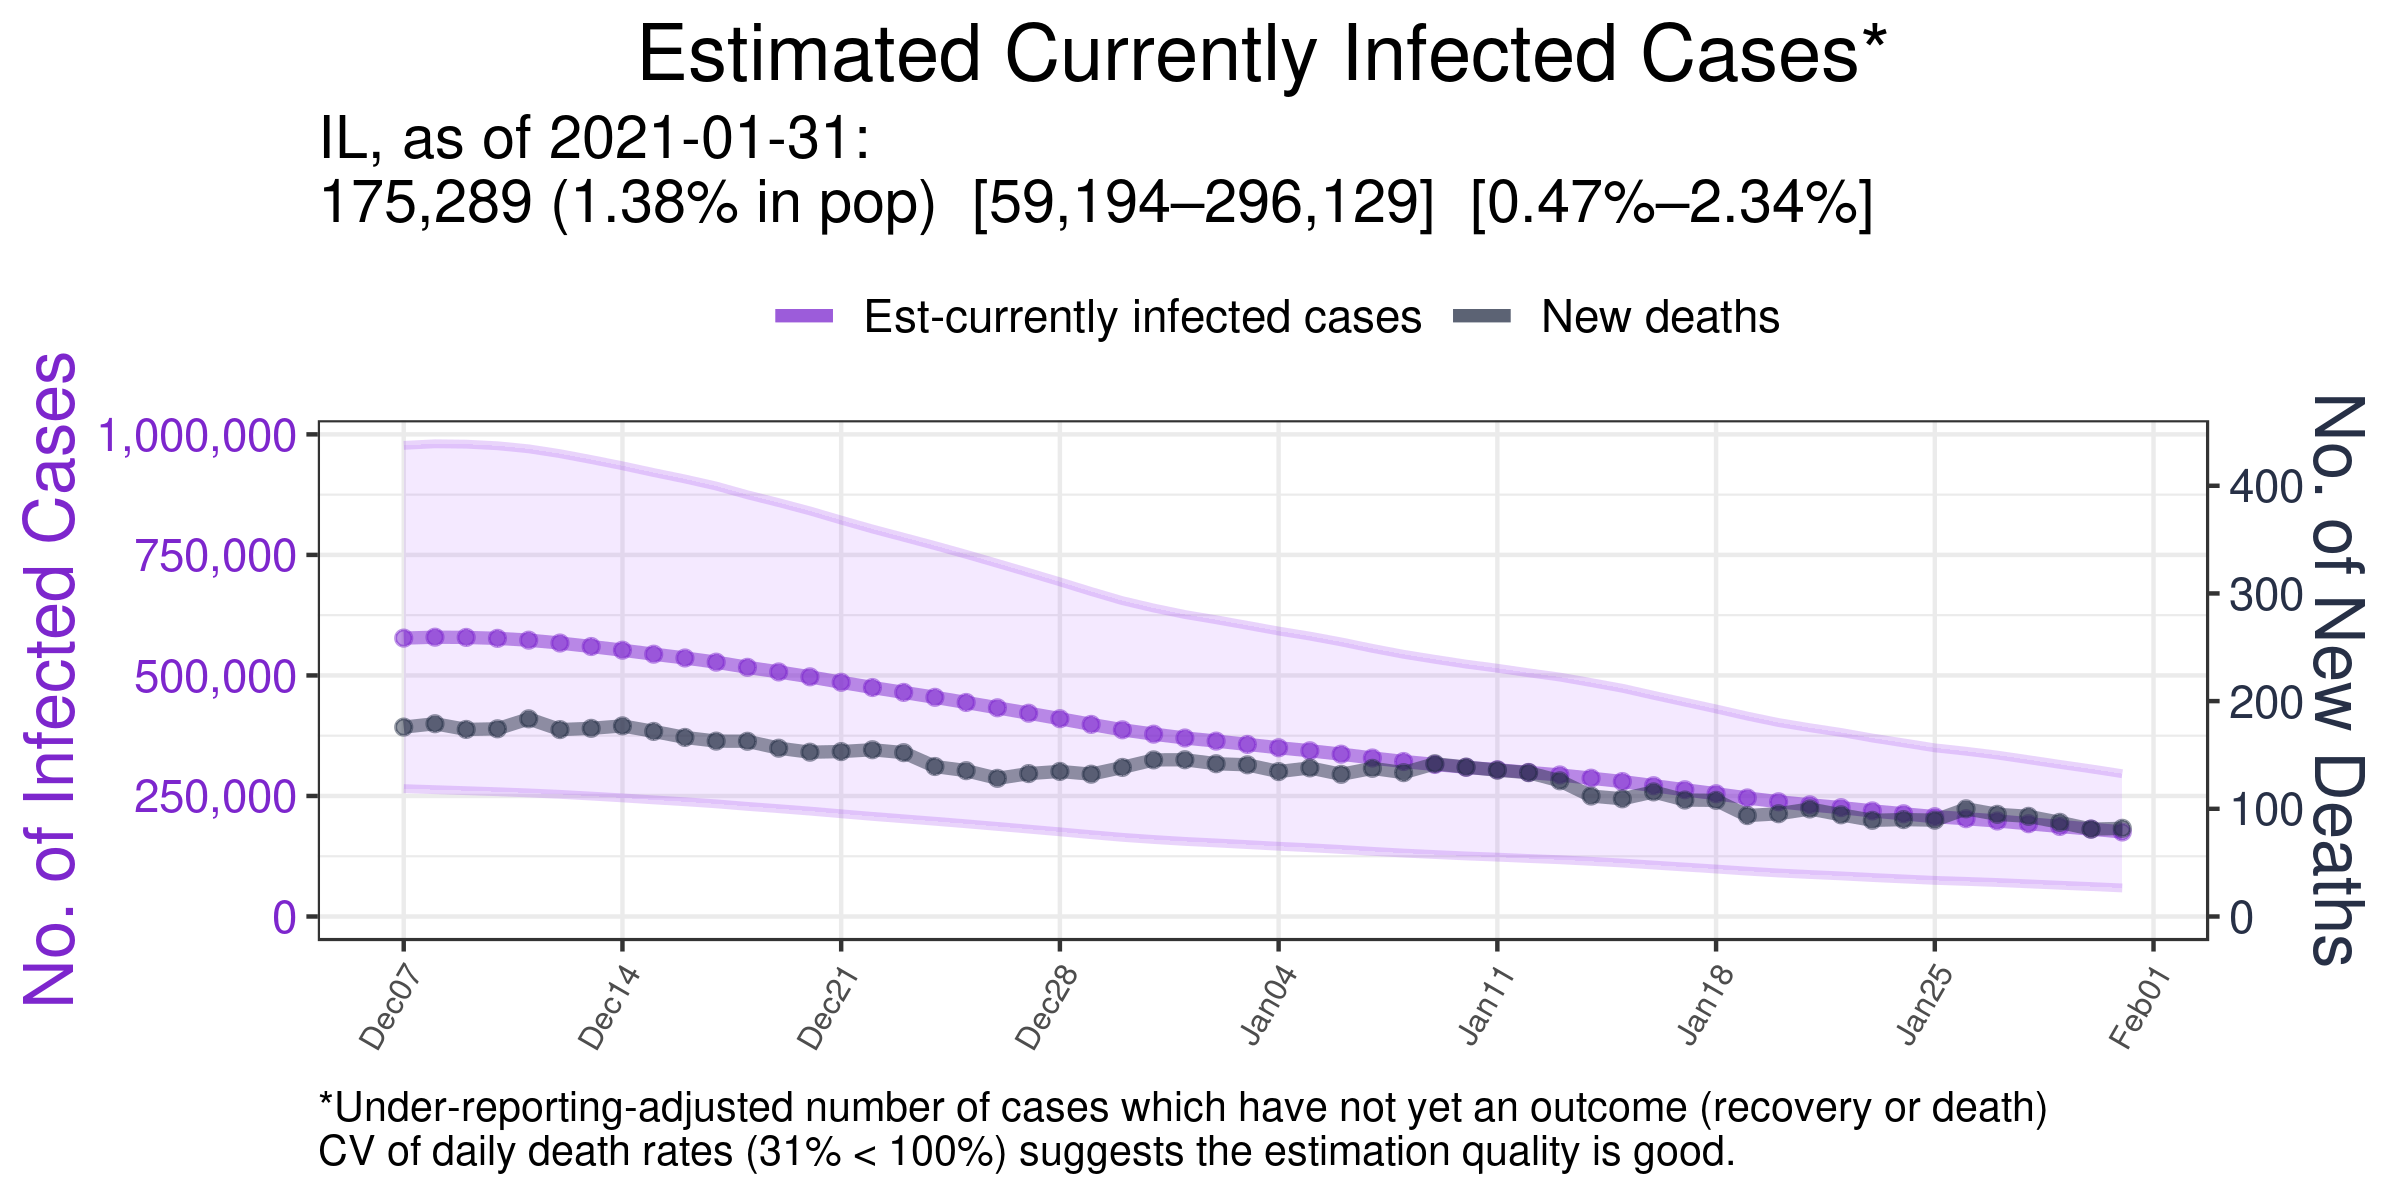 Estimated Currently Infected Cases*
IL, as of 2021-01-31:
175,289 (1.38% in pop)  [59,194–296,129]  [0.47%–2.34%]
Est-currently infected cases
New deaths
No. of Infected Cases
1,000,000
750,000
500,000
250,000
0
400
300
200
100
0
No. of New Deaths
Dec07
Dec14
Dec21
Dec28
Jan04
Jan11
Jan18
Jan25
Feb01
*Under-reporting-adjusted number of cases which have not yet an outcome (recovery or death)
CV of daily death rates (31% < 100%) suggests the estimation quality is good.